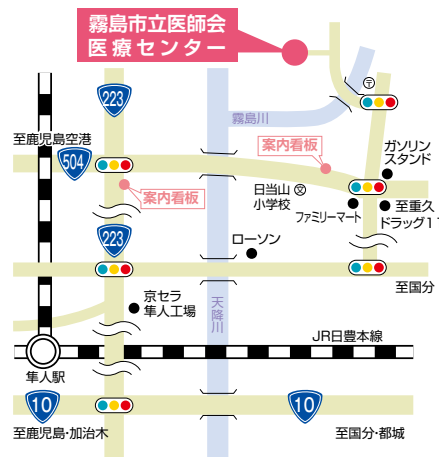 霧島市立医師会
医療センター
223
〒
霧島川
至鹿児島空港
504
案内看板
ガソリン
スタンド
案内看板
日当山
小学校
文
ファミリーマート
至重久
ドラッグ11
223
ローソン
至国分
京セラ
隼人工場
天降川
JR日豊本線
隼人駅
10
10
至鹿児島・加治木
至国分・都城